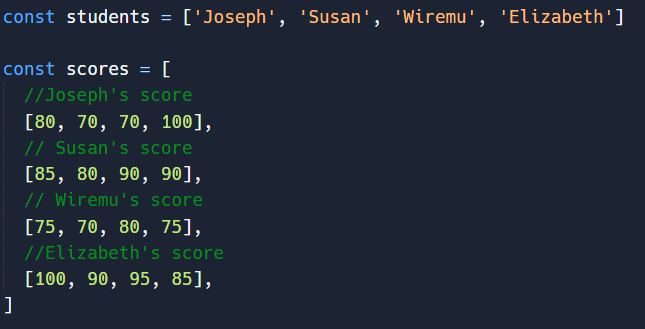 const students = ['Joseph', 'Susan', 'Wiremu', 'Elizabeth']
const scores = [
//Joseph's score
[80, 70, 70, 100],
// Susan's score
[85, 80, 90, 90],
// Wiremu's score
[75, 70, 80, 75],
//Elizabeth's score
[100, 90, 95, 85],
]